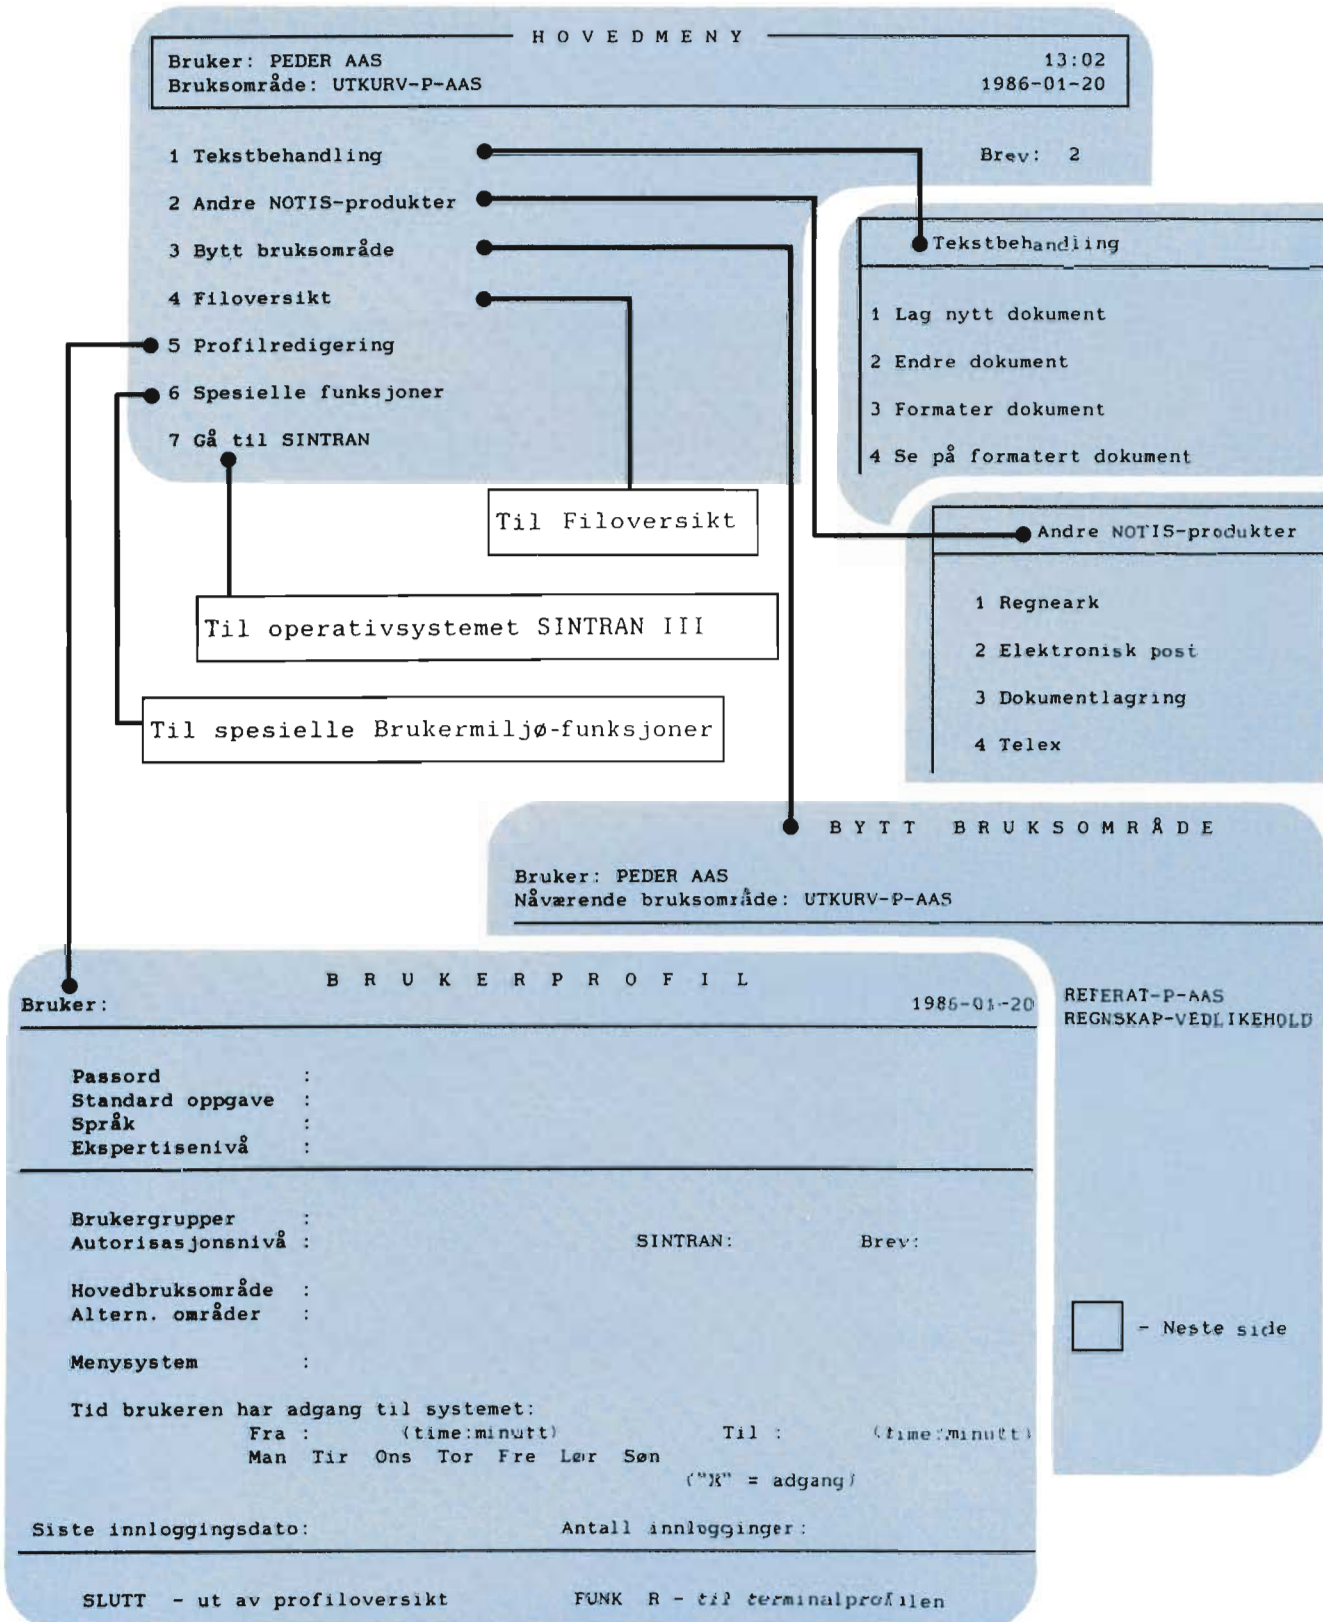 H O V E D M E N Y
Bruker: PEDER AAS 13:02
Bruksområde: UTKURV-P-AAS 1986-01-20
1 Tekstbehandling Brev: 2
2 Andre NOTIS-produkter
3 Bytt bruksområde
4 Filoversikt
5 Profilredigering
6 Spesielle funksjoner
7 Gå til SINTRAN
Tekstbehandling
1 Lag nytt dokument
2 Endre dokument
3 Formater dokument
4 Se på formatert dokument
Til Filoversikt
Andre NOTIS-produkter
1 Regneark
2 Elektronisk post
3 Dokumentlagring
4 Telex
Til operativsystemet SINTRAN III
Til spesielle Brukermiljø-funksjoner
B Y T T B R U K S O M R Å D E
Bruker: PEDER AAS
Nåværende bruksområde: UTKURV-P-AAS
REFERAT-P-AAS
REGNSKAP-VEDLIKEHOLD
- Neste side
B R U K E R P R O F I L
Bruker: 1986-01-20
Passord :
Standard oppgave :
Språk :
Ekspertisenivå :
Brukergrupper :
Autorisasjonsnivå : SINTRAN: Brev:
Hovedbruksområde :
Altern. områder :
Menysystem :
Tid brukeren har adgang til systemet:
Fra : (time:minutt) Til : (time:minutt)
Man Tir Ons Tor Fre Lør Søn
("X" = adgang)
Siste innloggingsdato: Antall innlogginger:
SLUTT - ut av profiloversikt FUNK R - til terminalprofilen